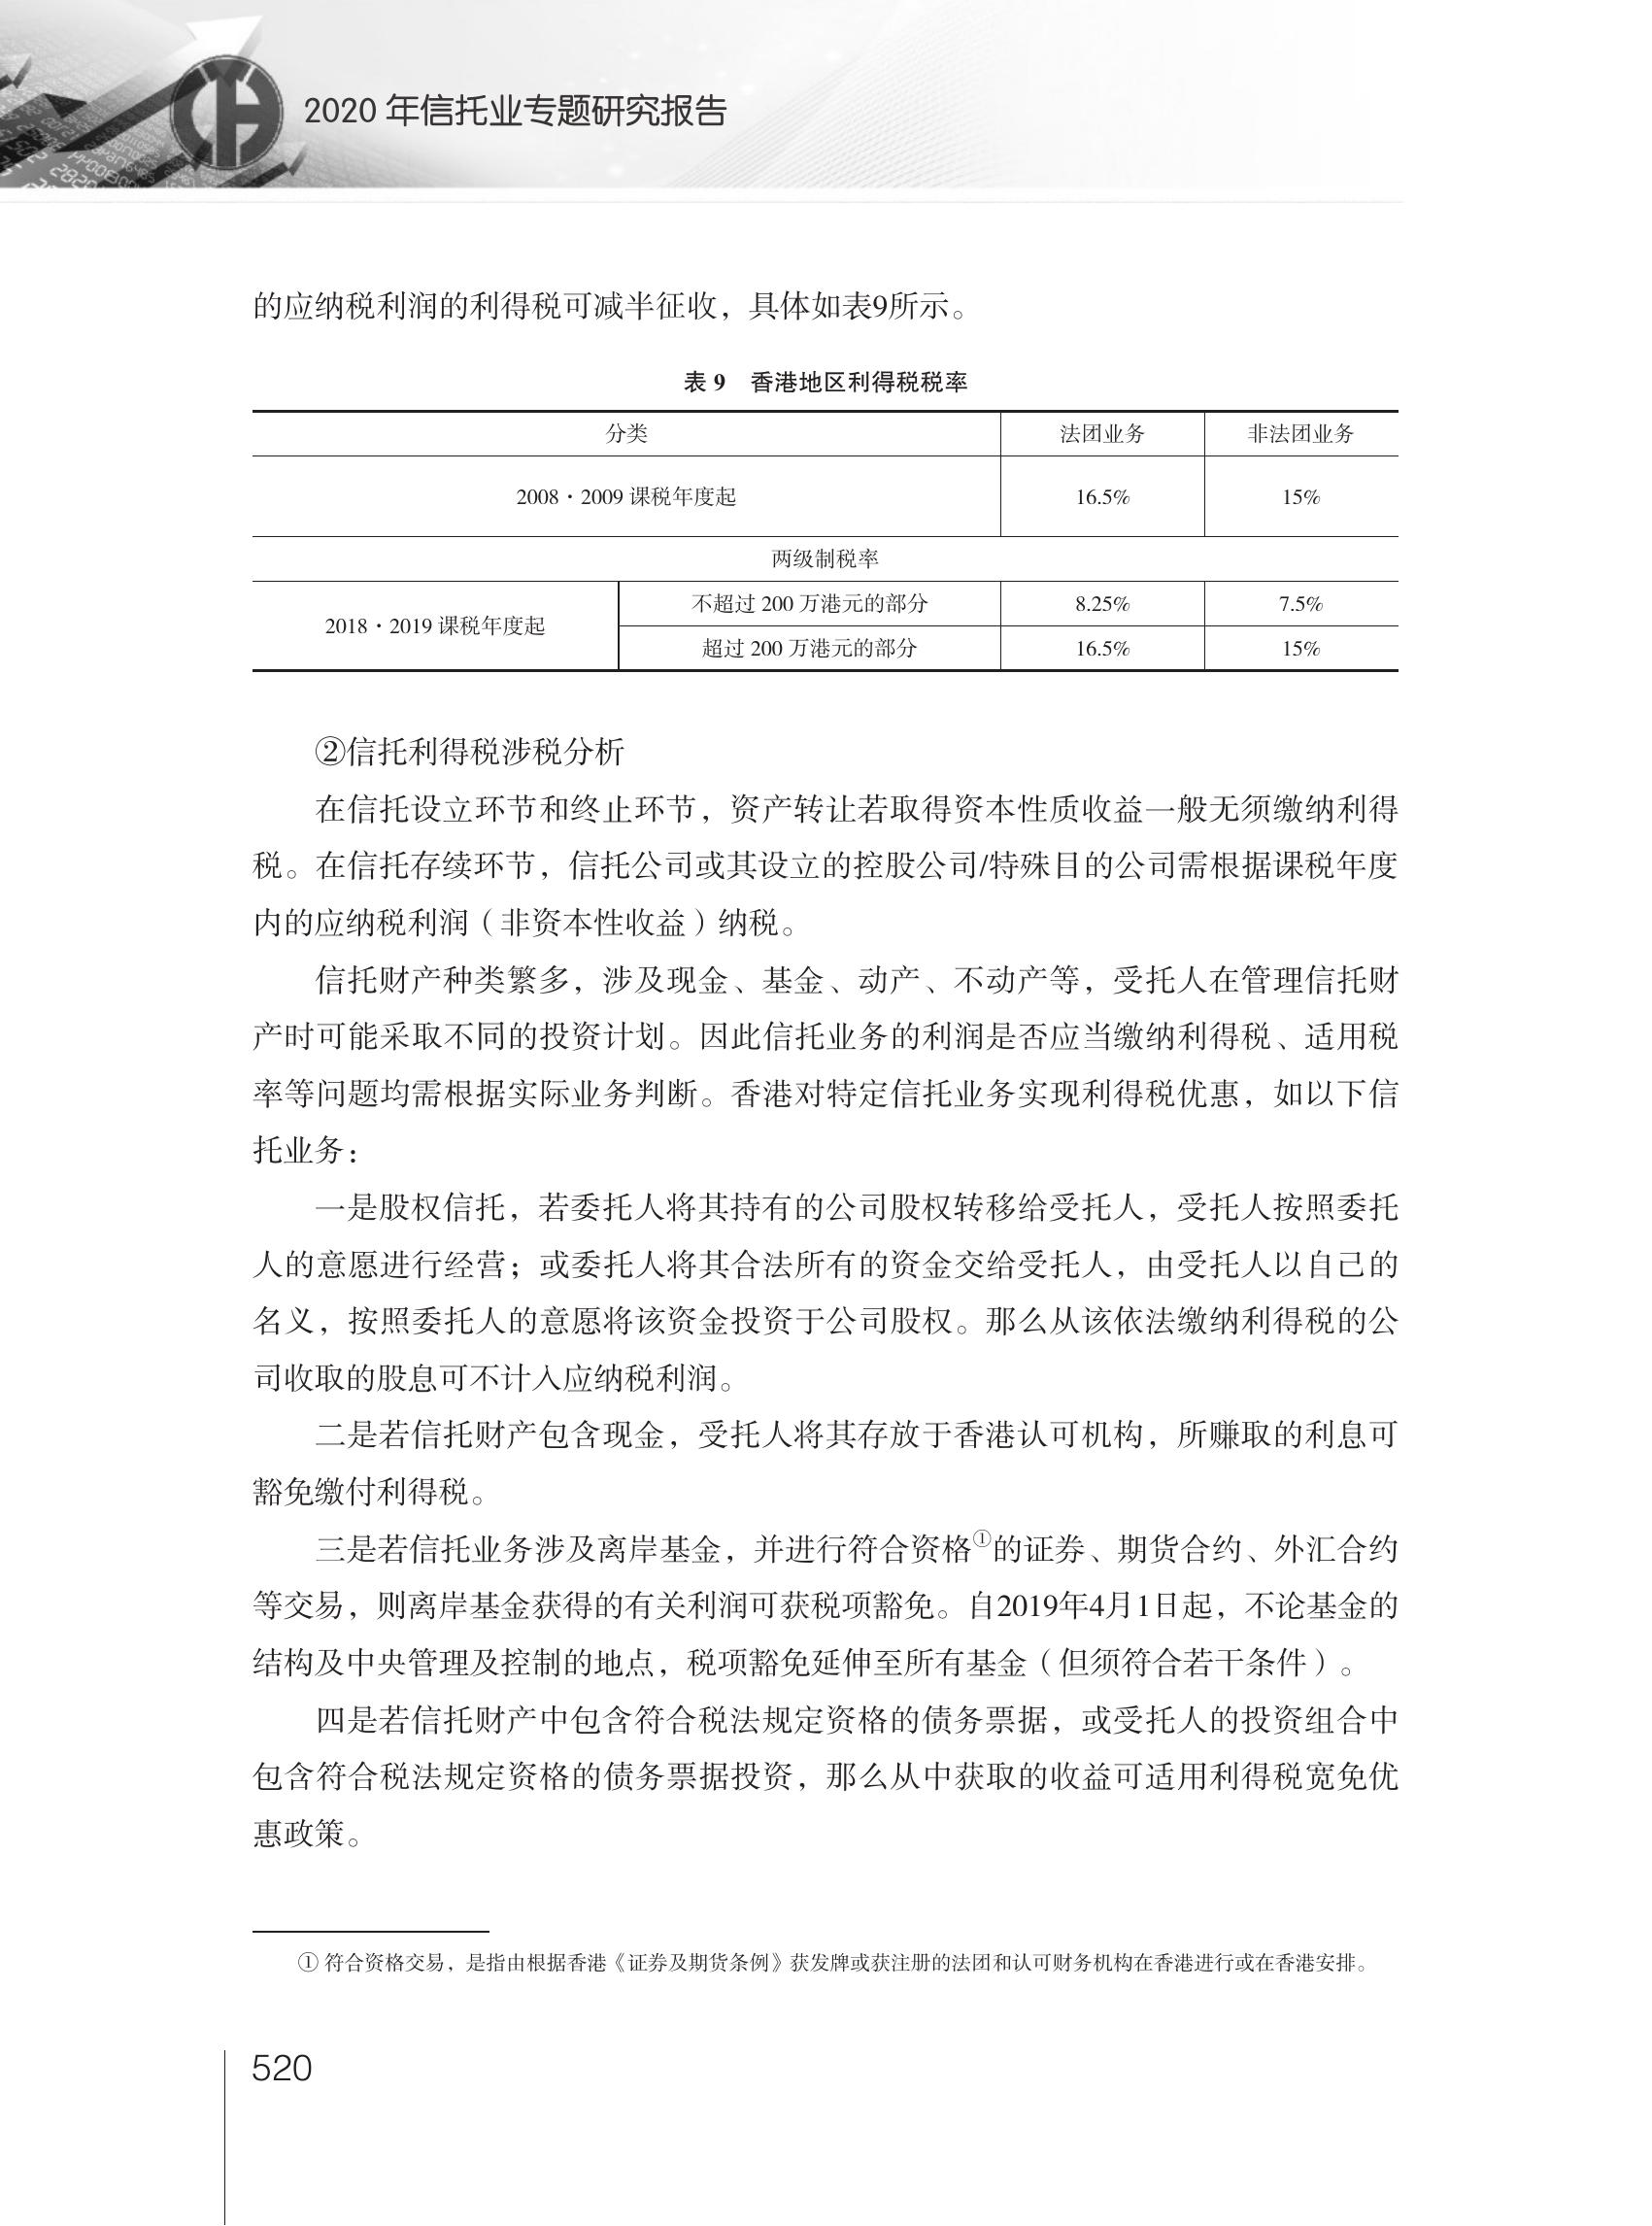 2020 年信托业专题研究报告
的应纳税利润的利得税可减半征收，具体如表9所示。
表 9 香港地区利得税税率
分类 法团业务 非法团业务
2008·2009 课税年度起 16.5% 15%
两级制税率
2018·2019 课税年度起 不超过 200 万港元的部分 8.25% 7.5%
超过 200 万港元的部分 16.5% 15%
②信托利得税涉税分析
在信托设立环节和终止环节，资产转让若取得资本性质收益一般无须缴纳利得
税。在信托存续环节，信托公司或其设立的控股公司/特殊目的公司需根据课税年度
内的应纳税利润（非资本性收益）纳税。
信托财产种类繁多，涉及现金、基金、动产、不动产等，受托人在管理信托财
产时可能采取不同的投资计划。因此信托业务的利润是否应当缴纳利得税、适用税
率等问题均需根据实际业务判断。香港对特定信托业务实现利得税优惠，如以下信
托业务：
一是股权信托，若委托人将其持有的公司股权转移给受托人，受托人按照委托
人的意愿进行经营；或委托人将其合法所有的资金交给受托人，由受托人以自己的
名义，按照委托人的意愿将该资金投资于公司股权。那么从该依法缴纳利得税的公
司收取的股息可不计入应纳税利润。
二是若信托财产包含现金，受托人将其存放于香港认可机构，所赚取的利息可
豁免缴付利得税。
三是若信托业务涉及离岸基金，并进行符合资格①的证券、期货合约、外汇合约
等交易，则离岸基金获得的有关利润可获税项豁免。自2019年4月1日起，不论基金的
结构及中央管理及控制的地点，税项豁免延伸至所有基金（但须符合若干条件）。
四是若信托财产中包含符合税法规定资格的债务票据，或受托人的投资组合中
包含符合税法规定资格的债务票据投资，那么从中获取的收益可适用利得税宽免优
惠政策。
① 符合资格交易，是指由根据香港《证券及期货条例》获发牌或获注册的法团和认可财务机构在香港进行或在香港安排。
520